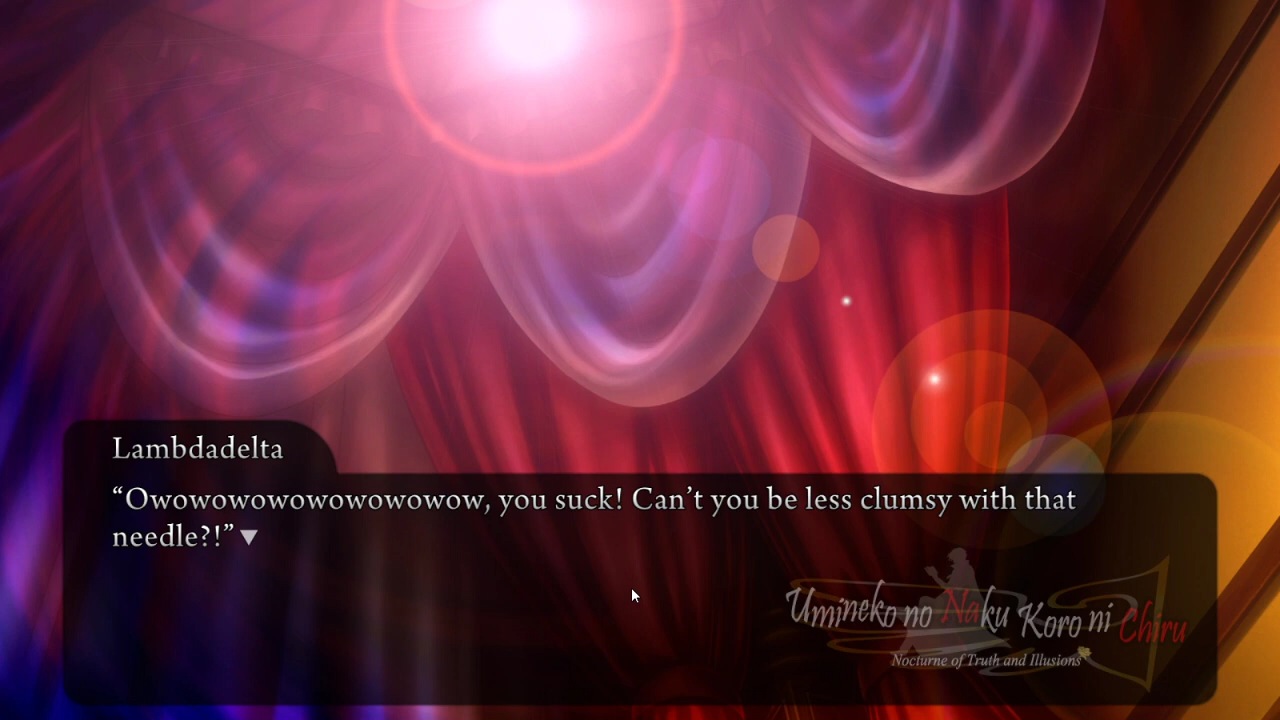 Lambdadelta
“Owowowowowowowowow, you suck! Can’t you be less clumsy with that
needle?!”
Umineko no Naku Koro ni Chiru
Nocturne of Truth and Illusions